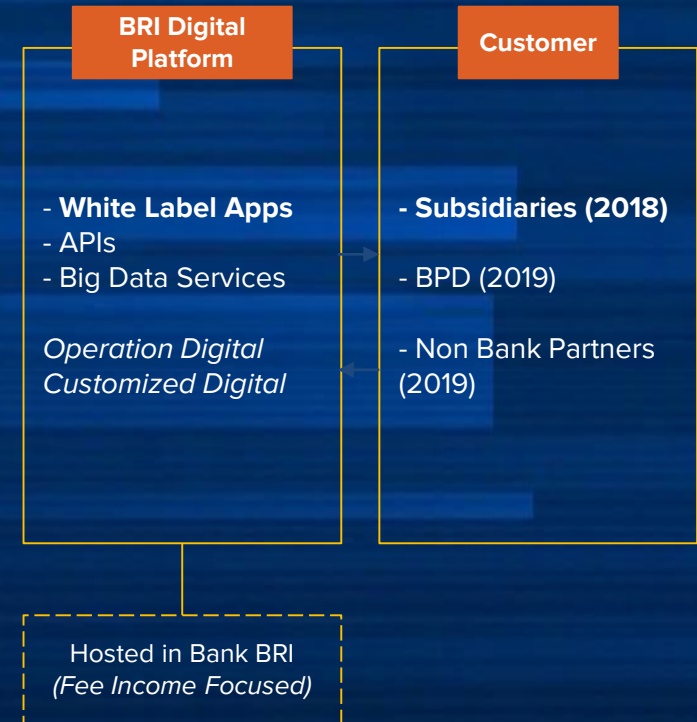 BRI Digital
Platform
- White Label Apps
- APIs
- Big Data Services
Operation Digital
Customized Digital
Customer
- Subsidiaries (2018)
- BPD (2019)
- Non Bank Partners
(2019)
Hosted in Bank BRI
(Fee Income Focused)